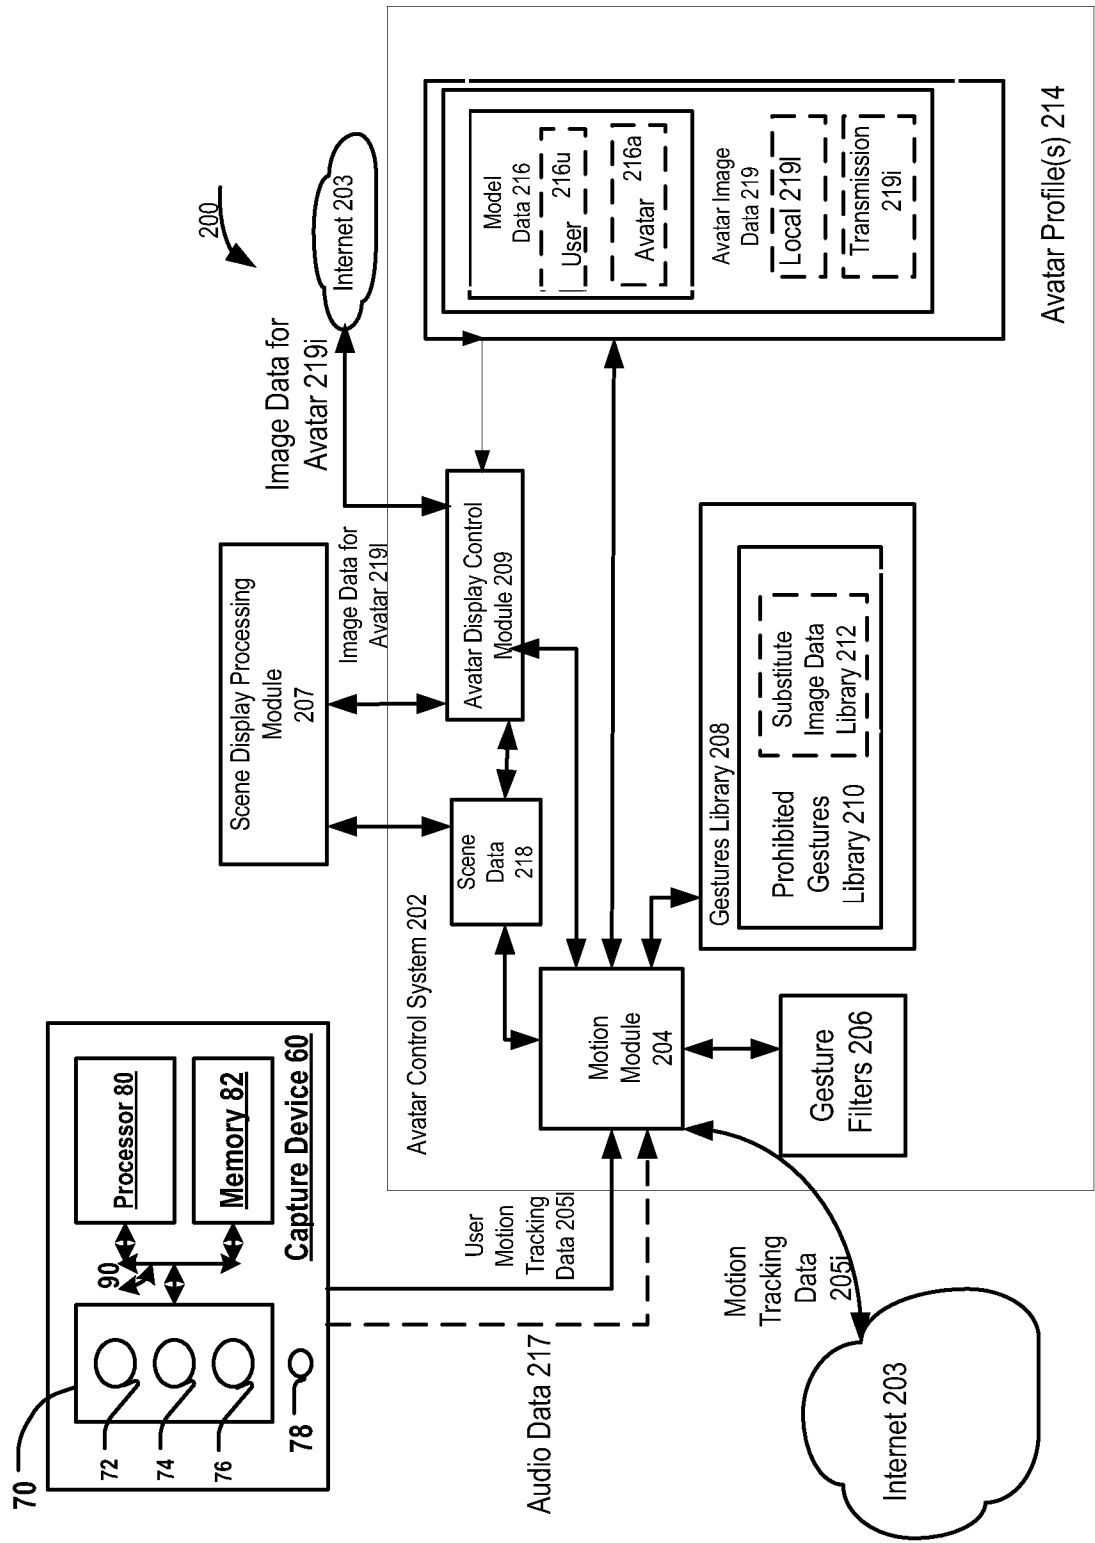 200
70
72
74
76
78
90
Processor 80
Memory 82
Capture Device 60
Scene Display Processing
Module
207
Image Data for
Avatar 219l
Image Data for
Avatar 219i
Internet 203
Avatar Control System 202
User
Motion
Tracking
Data 205l
Audio Data 217
Scene
Data
218
Avatar Display Control
Module 209
Motion
Module
204
Motion
Tracking
Data
205i
Internet 203
Gesture
Filters 206
Gestures Library 208
Prohibited
Gestures
Library 210
Substitute
Image Data
Library 212
Model
Data 216
216u
User
216a
Avatar
Avatar Image
Data 219
Local 219l
Transmission
219i
Avatar Profile(s) 214